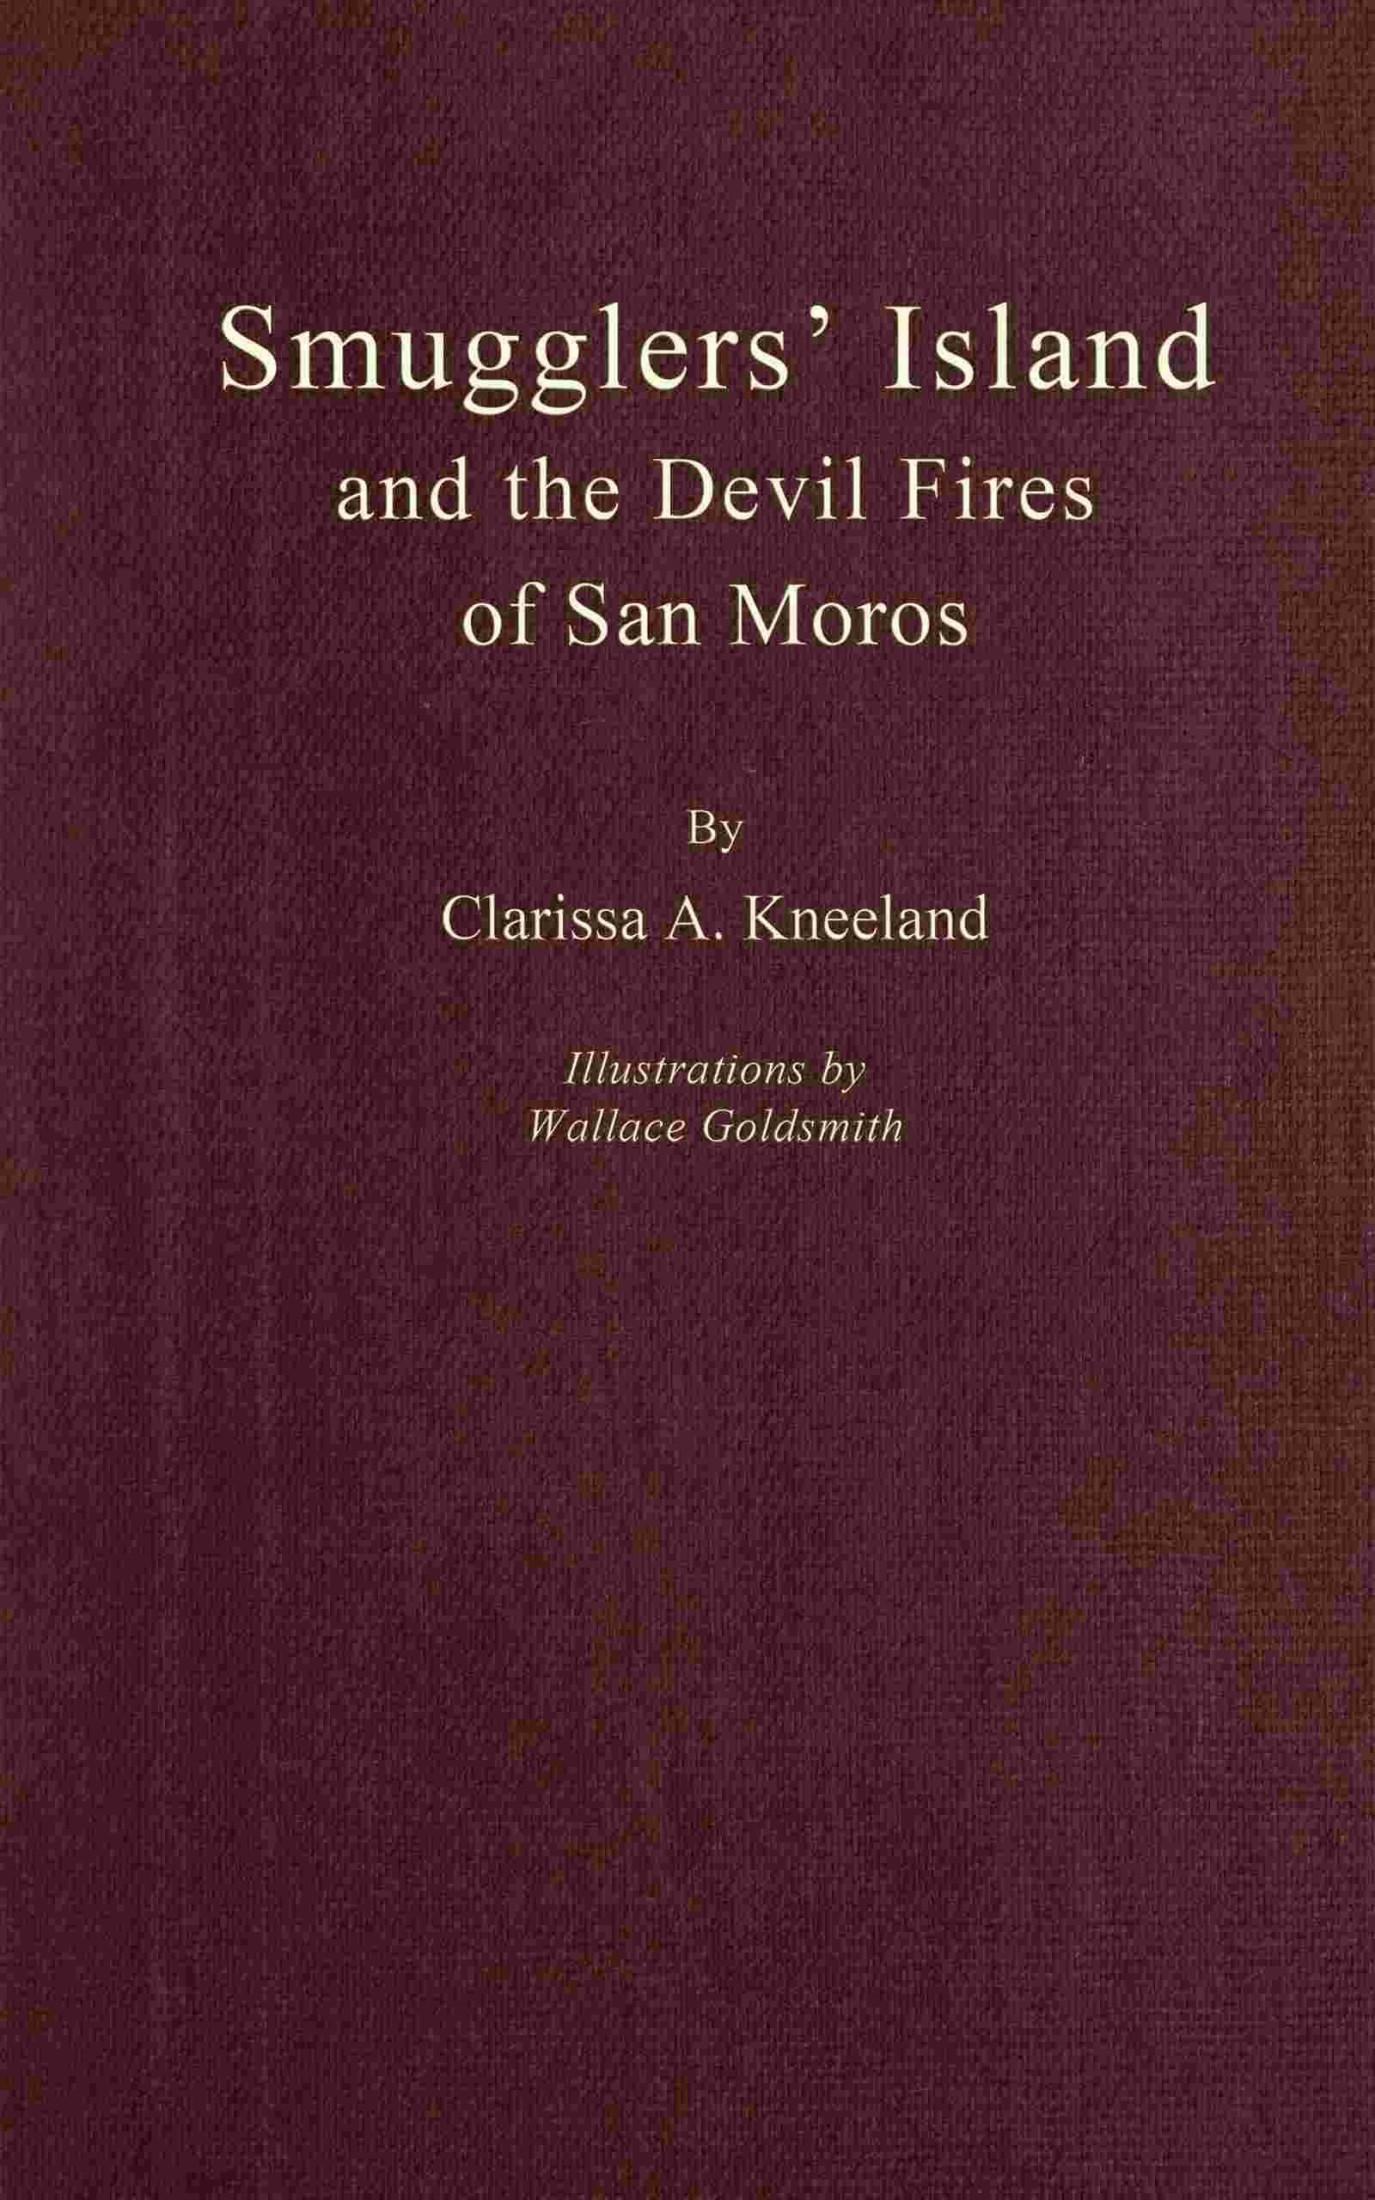 Smugglers’ Island
and the Devil Fires
of San Moros
By
Clarissa A. Kneeland
Illustrations by
Wallace Goldsmith